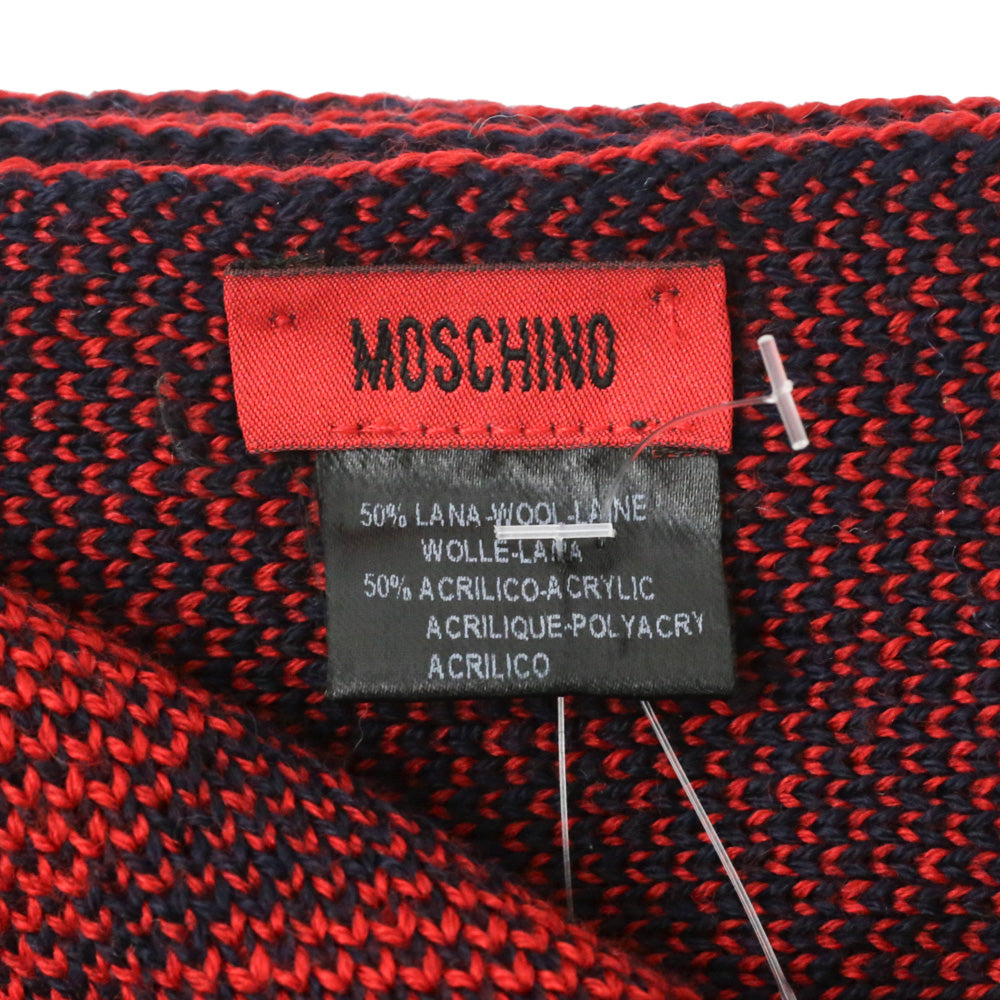 MOSCHINO
50% LANA-WOOL-LAINE
WOLLE-LANA
50% ACRILICO-ACRYLIC
ACRILIQUE-POLYACRY
ACRILICO